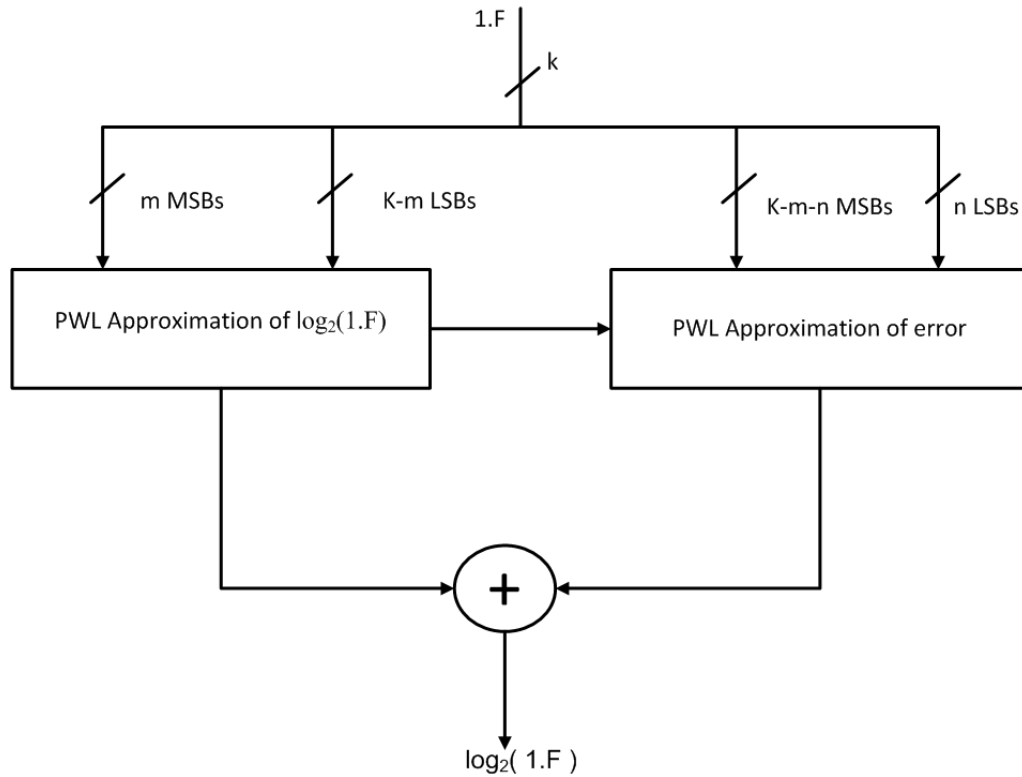 1.F
k
m MSBs
K-m LSBs
K-m-n MSBs
n LSBs
PWL Approximation of log₂(1.F)
PWL Approximation of error
+
log₂( 1.F )